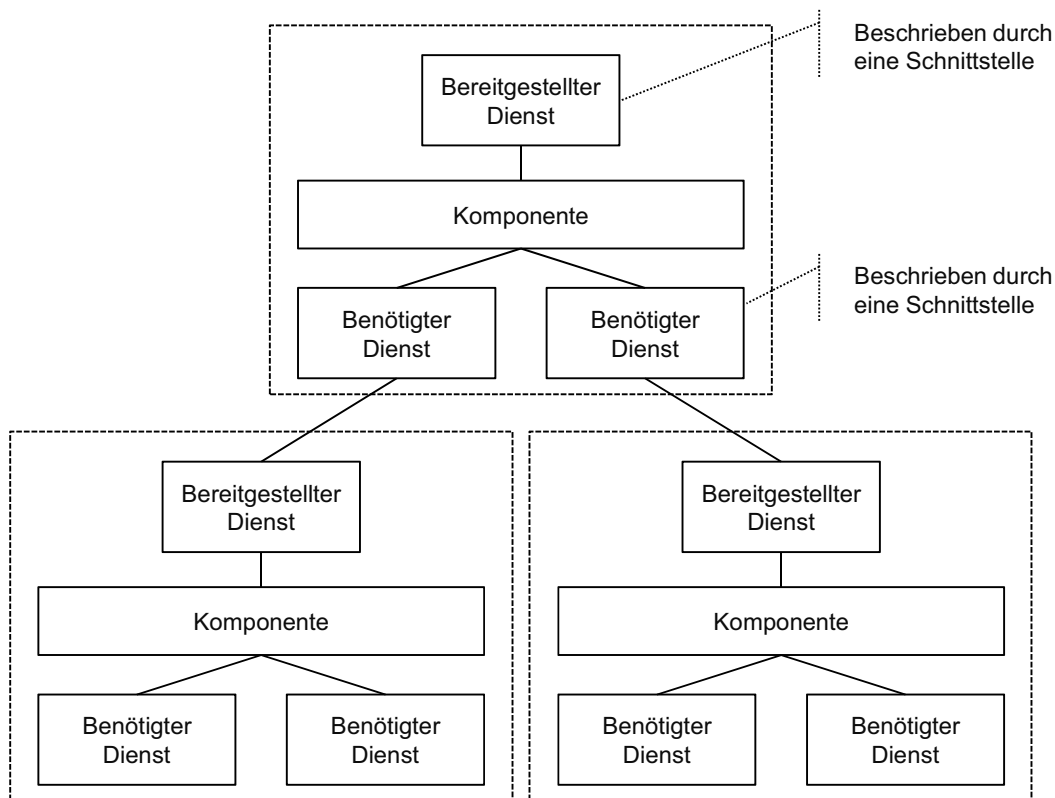 Beschrieben durch
eine Schnittstelle
Bereitgestellter
Dienst
Komponente
Beschrieben durch
eine Schnittstelle
Benötigter
Dienst
Benötigter
Dienst
Bereitgestellter
Dienst
Bereitgestellter
Dienst
Komponente
Komponente
Benötigter
Dienst
Benötigter
Dienst
Benötigter
Dienst
Benötigter
Dienst